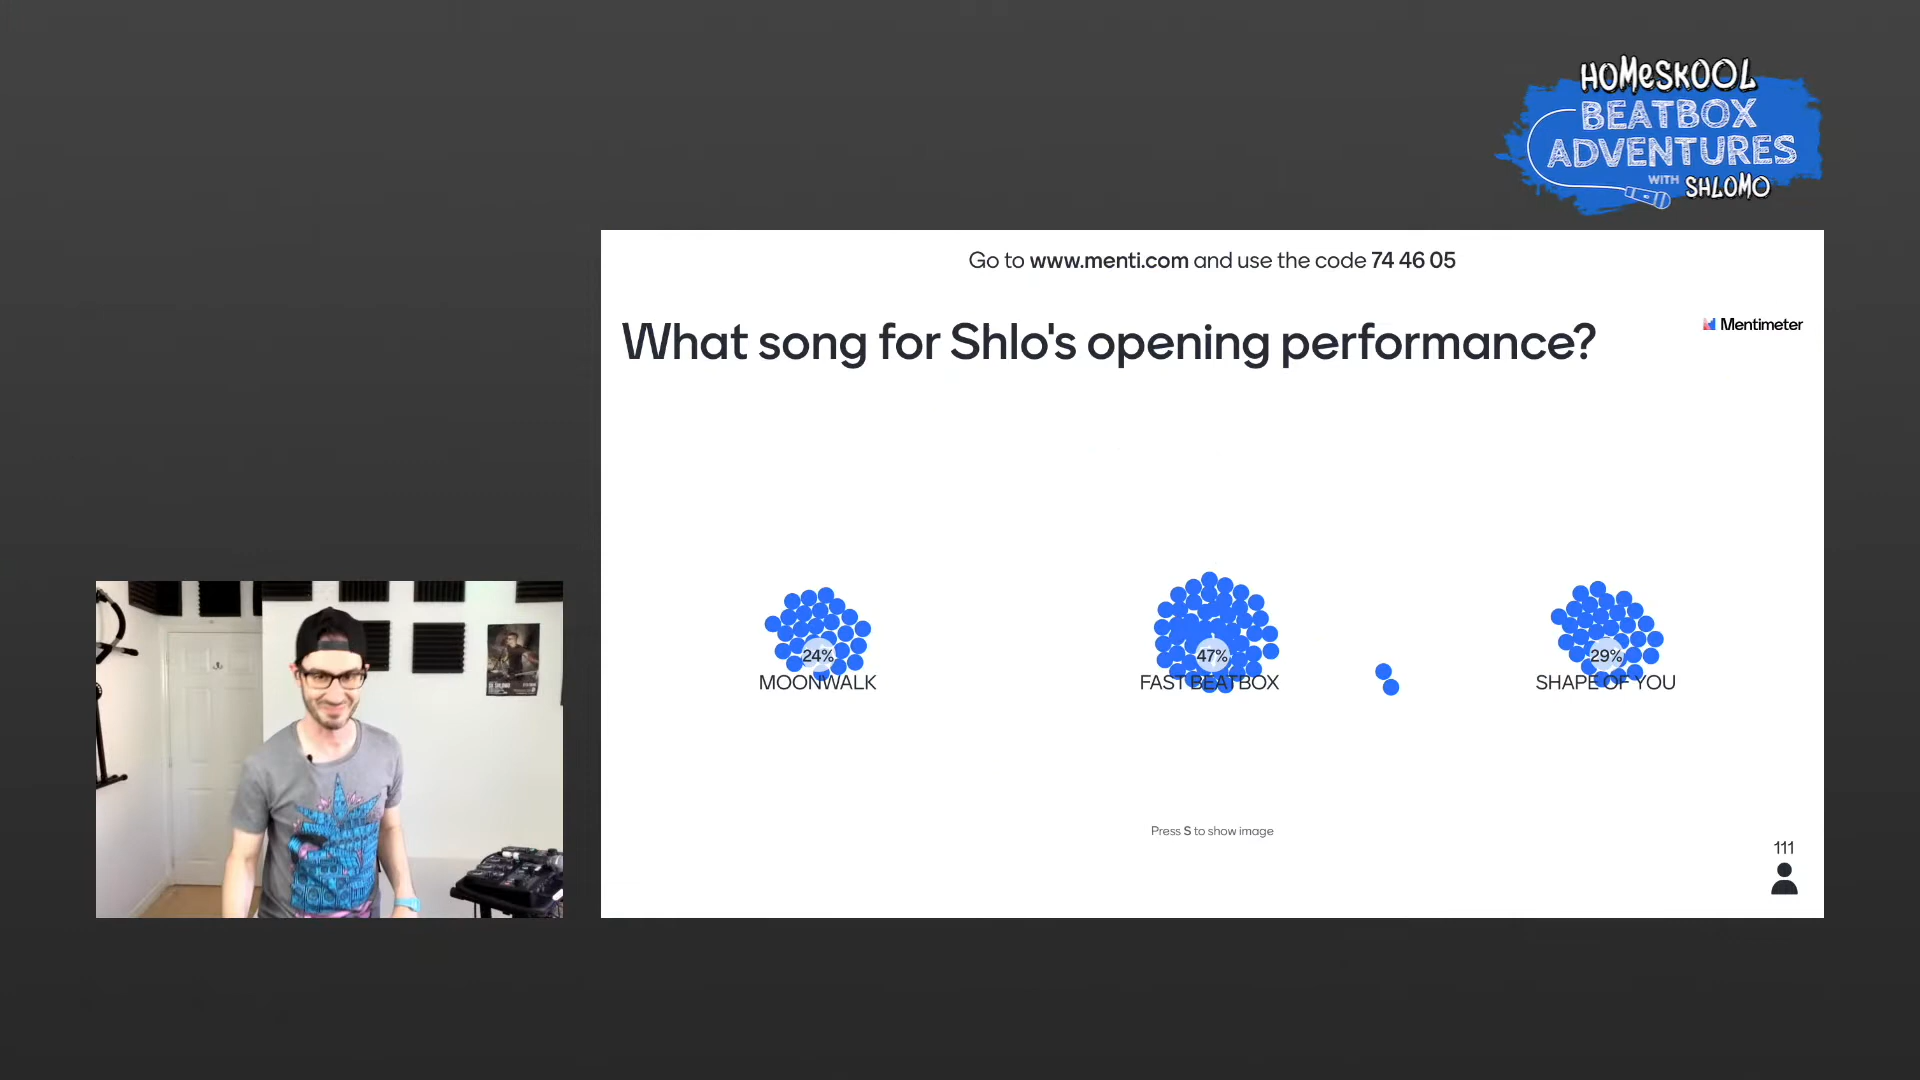 HOMeSKOOL
BEATBOX
ADVENTURES
WITH SHLOMO
Go to www.menti.com and use the code 74 46 05
What song for Shlo's opening performance?
Mentimeter
24%
47%
29%
MOONWALK
FAST BEATBOX
SHAPE OF YOU
Press S to show image
111